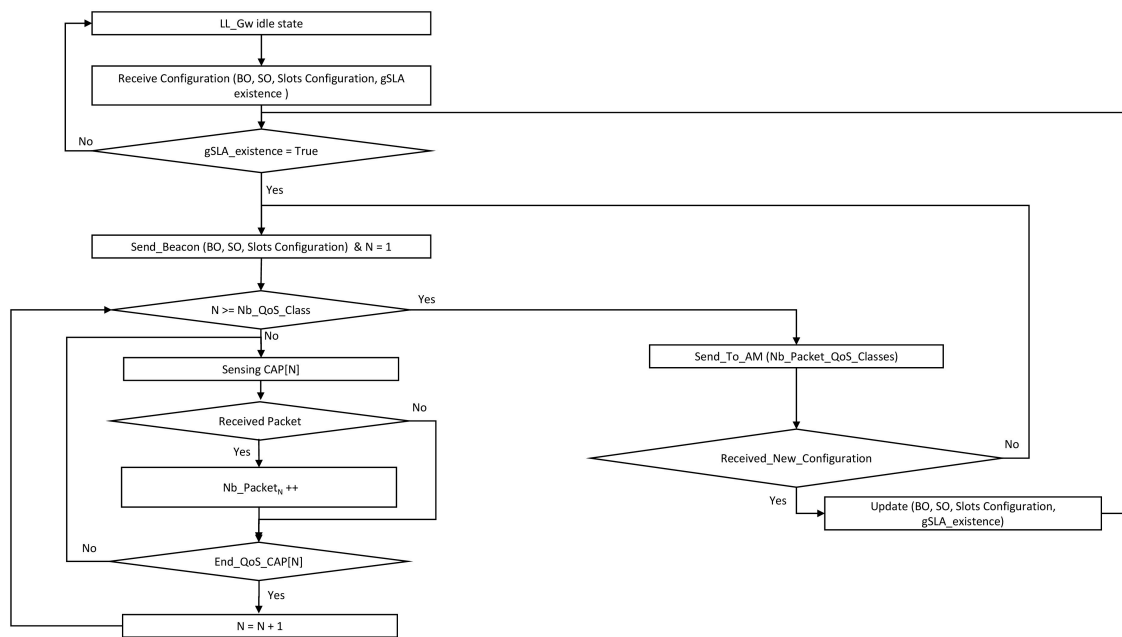 LL_Gw idle state
Receive Configuration (BO, SO, Slots Configuration, gSLA
existence )
No
gSLA_existence = True
Yes
Send_Beacon (BO, SO, Slots Configuration)  & N = 1
N >= Nb_QoS_Class
Yes
No
Send_To_AM (Nb_Packet_QoS_Classes)
Sensing CAP[N]
Received Packet
No
Yes
Received_New_Configuration
No
Nb_Packet_N ++
Yes
Update (BO, SO, Slots Configuration,
gSLA_existence)
No
End_QoS_CAP[N]
Yes
N = N + 1